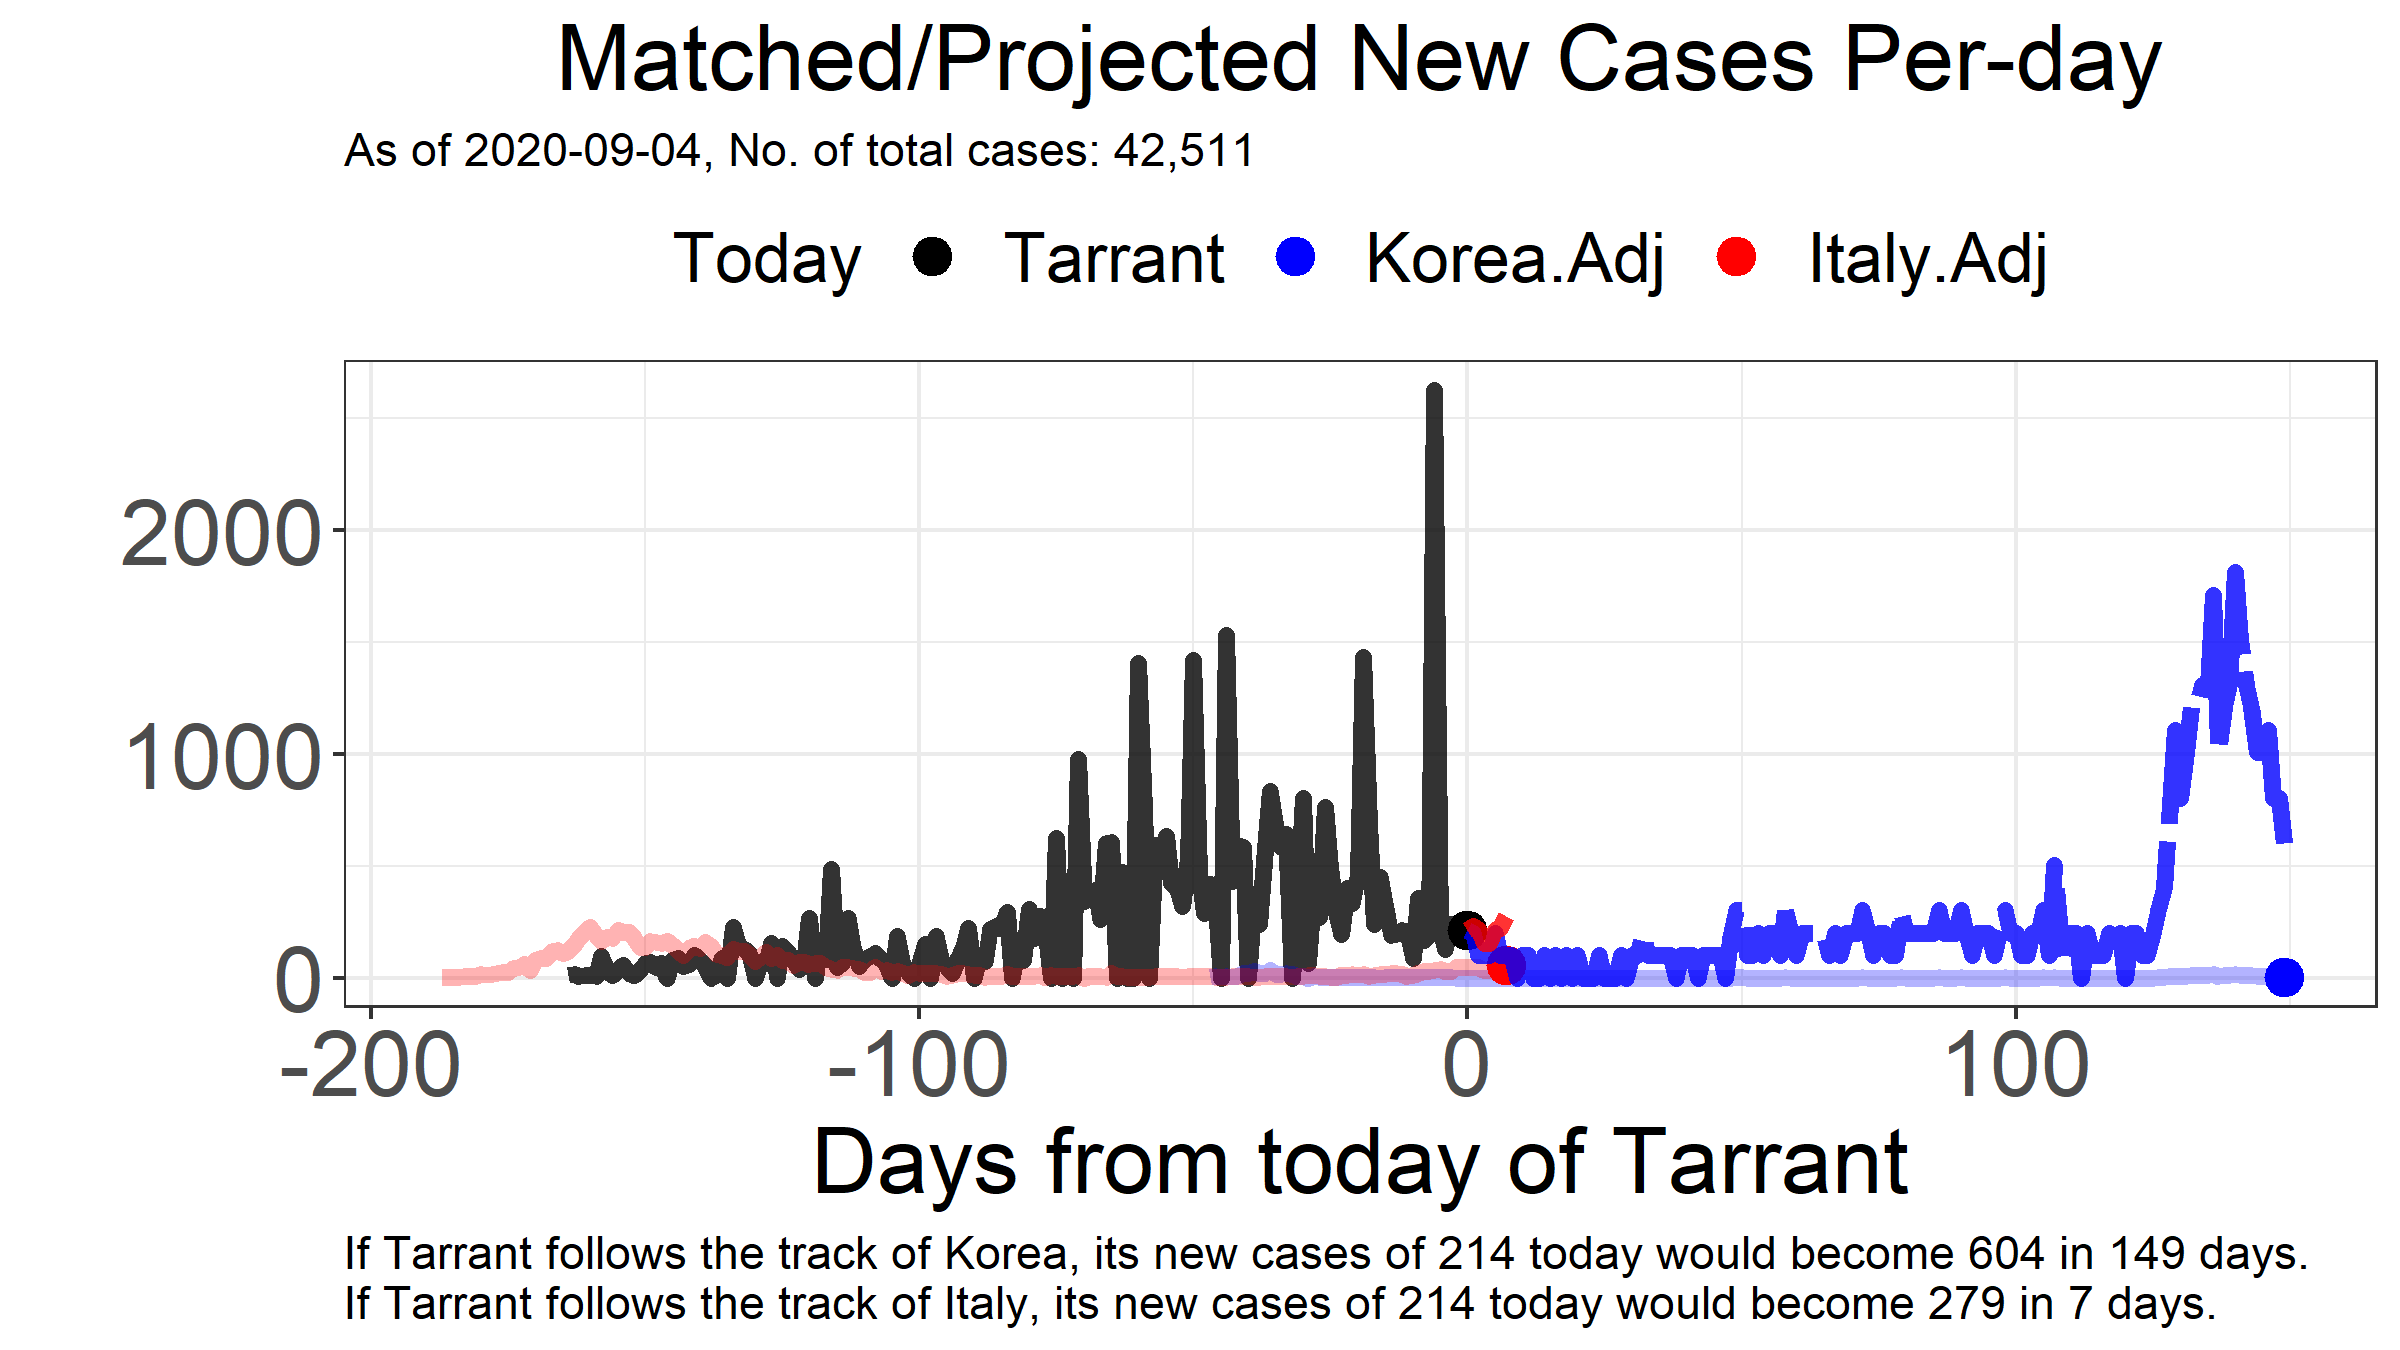 Matched/Projected New Cases Per-day
As of 2020-09-04, No. of total cases: 42,511
Today Tarrant Korea.Adj Italy.Adj
2000
1000
0
-200 -100 0 100
Days from today of Tarrant
If Tarrant follows the track of Korea, its new cases of 214 today would become 604 in 149 days.
If Tarrant follows the track of Italy, its new cases of 214 today would become 279 in 7 days.